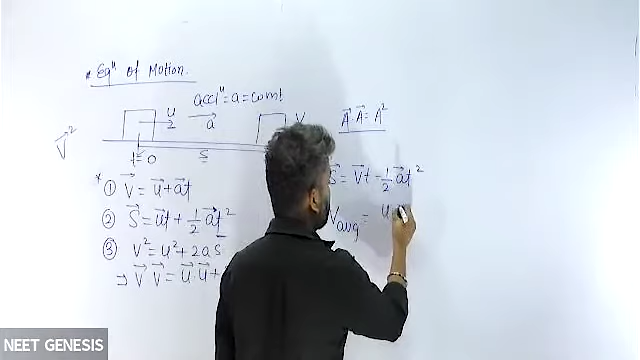 * Eqⁿ Of Motion.
accⁿ = a = const
u
a⃗
V
A⃗·A⃗ = A²
V⃗²
t=0
S
* ① V⃗ = u⃗ + a⃗t
② S⃗ = u⃗t + 1/2 a⃗t²
③ V² = u² + 2as
⇒ V⃗ V⃗ = u⃗ u⃗ +
S⃗ = V⃗t - 1/2 a⃗t²
Vavg = u
NEET GENESIS